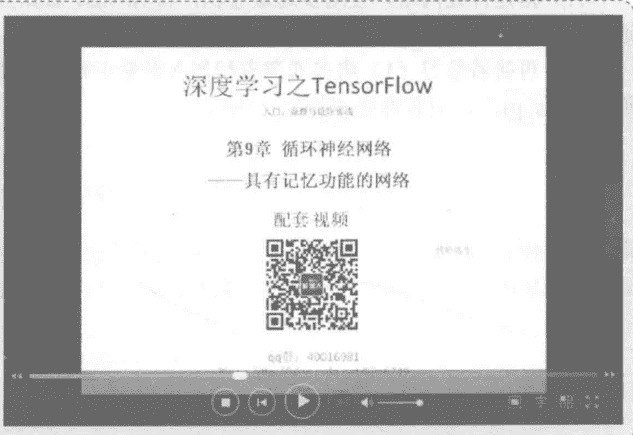 深度学习之TensorFlow
入门、原理与进阶实战
第9章 循环神经网络
——具有记忆功能的网络
配套视频
qq群： 40016981
字